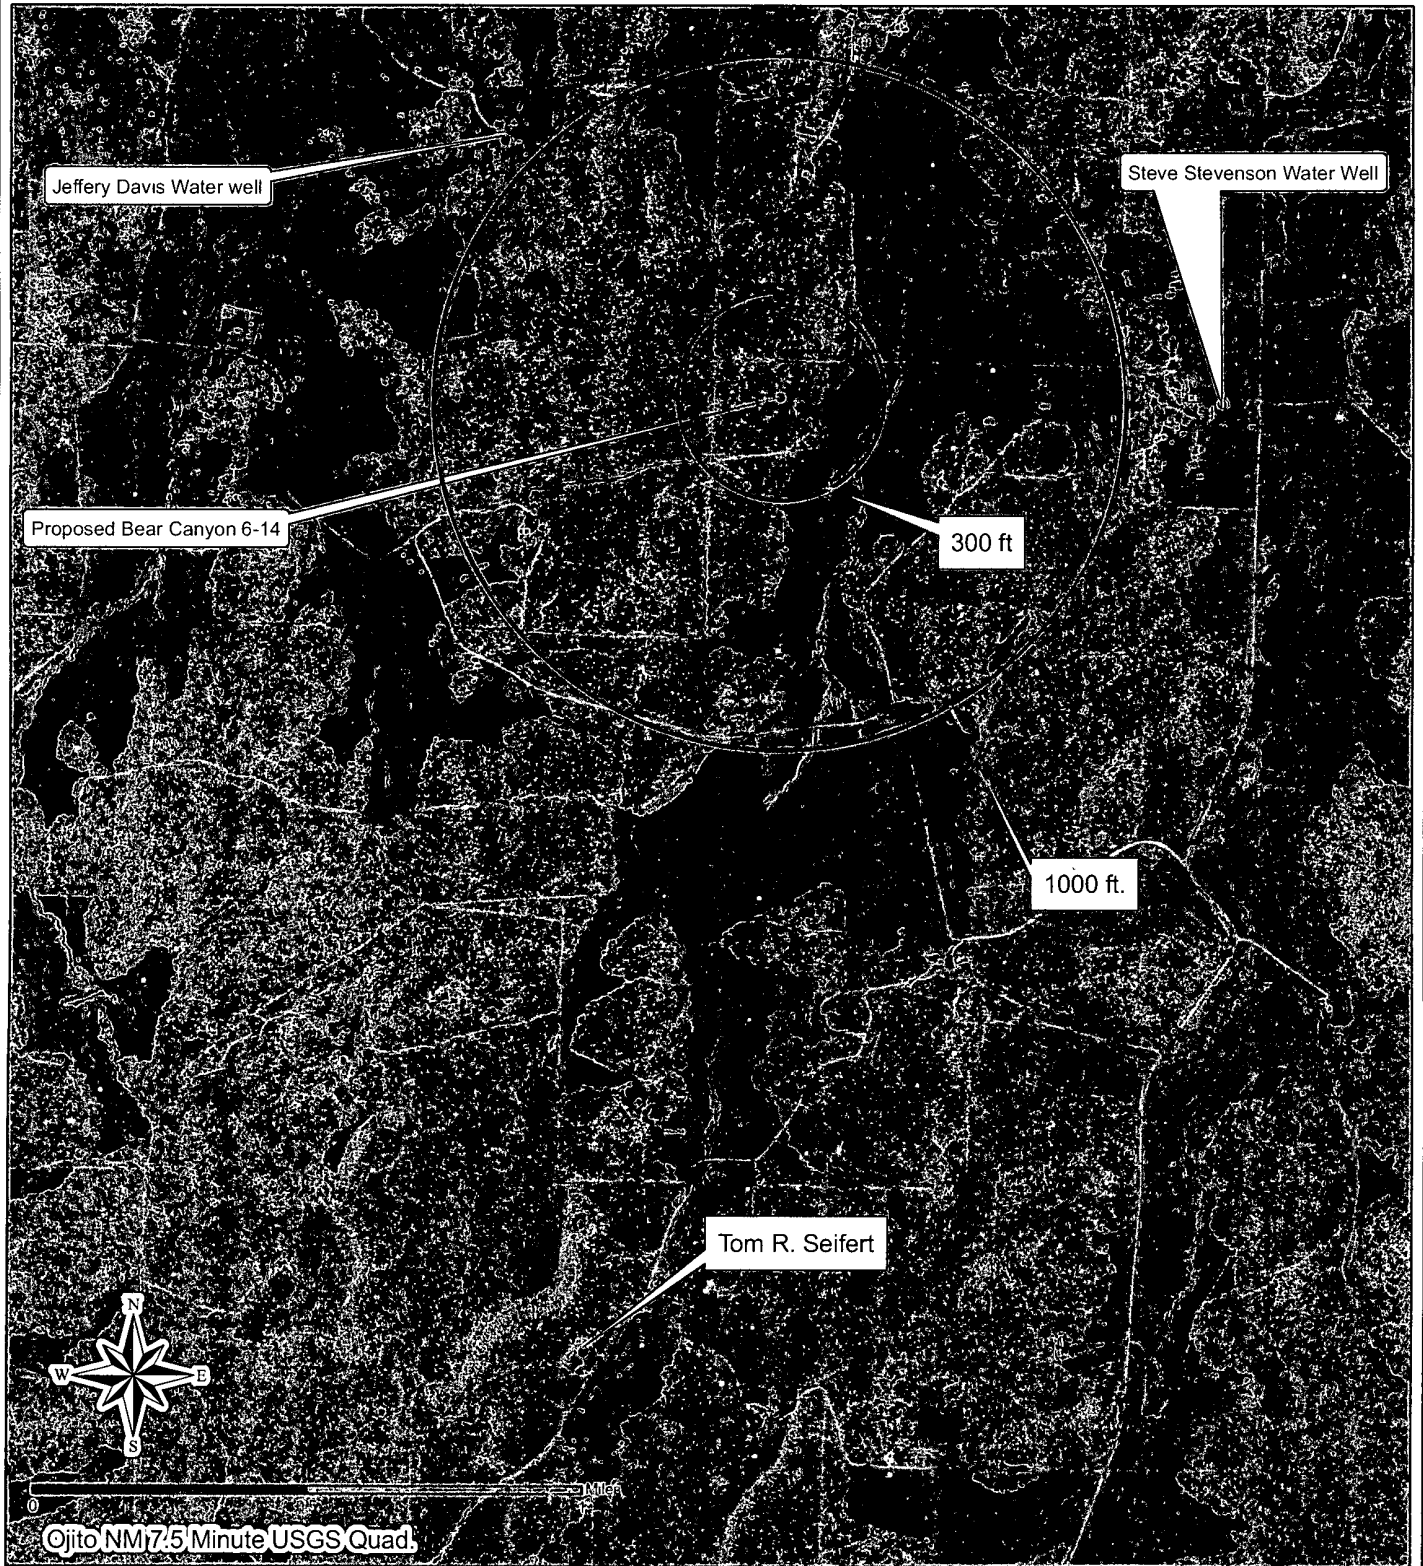 Jeffery Davis Water well
Steve Stevenson Water Well
Proposed Bear Canyon 6-14
300 ft
1000 ft.
Tom R. Seifert
N
W
E
S
Miles
0
Ojito NM 7.5 Minute USGS Quad.